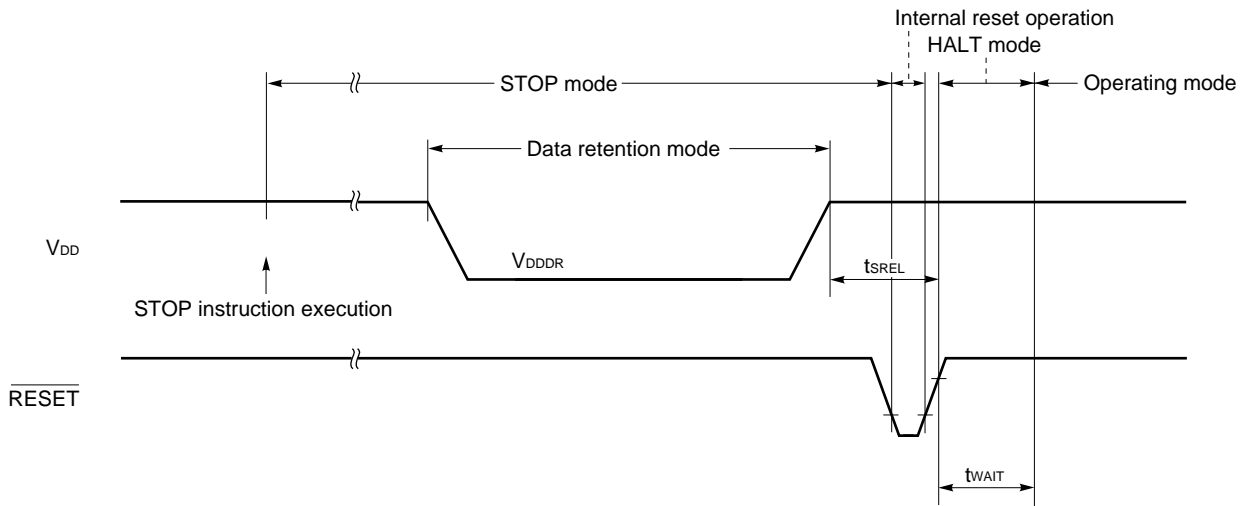 Internal reset operation
HALT mode
STOP mode
Operating mode
Data retention mode
VDD
VDDDR
tSREL
STOP instruction execution
RESET
tWAIT